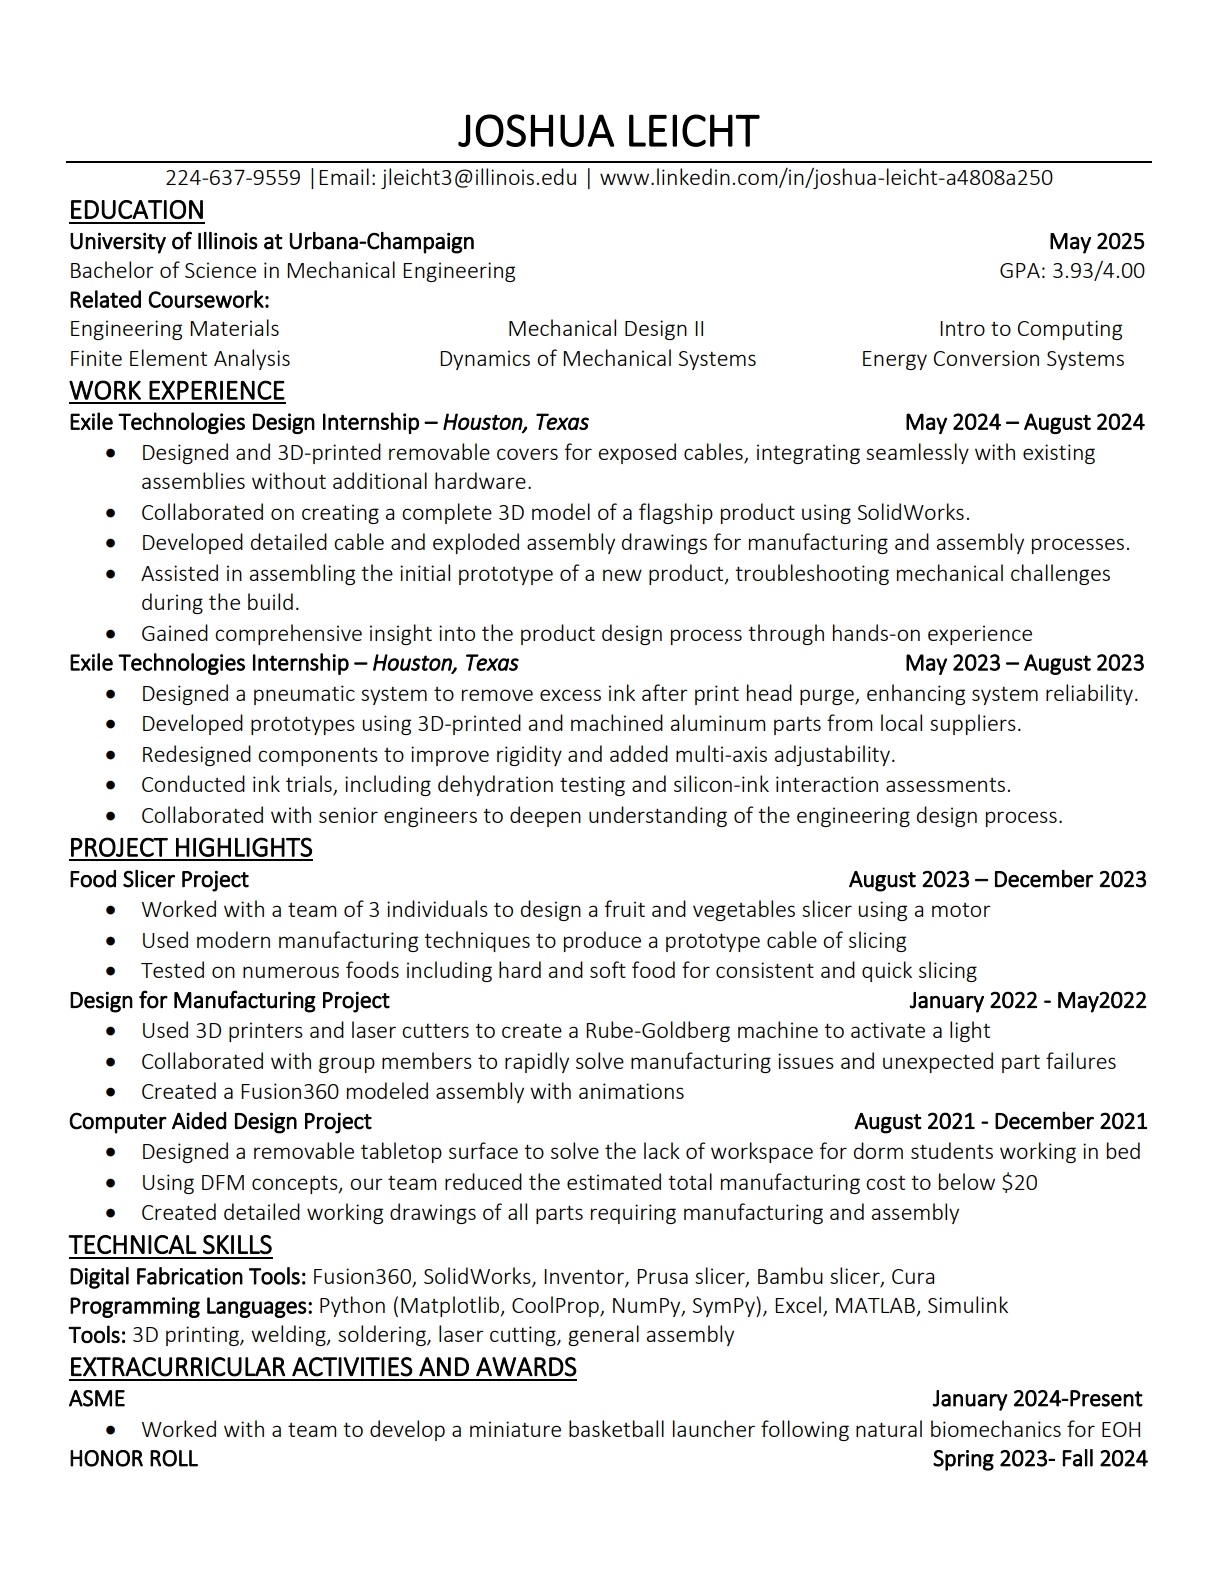 JOSHUA LEICHT
224-637-9559 |Email: jleicht3@illinois.edu | www.linkedin.com/in/joshua-leicht-a4808a250
EDUCATION
University of Illinois at Urbana-Champaign May 2025
Bachelor of Science in Mechanical Engineering GPA: 3.93/4.00
Related Coursework:
Engineering Materials Mechanical Design II Intro to Computing
Finite Element Analysis Dynamics of Mechanical Systems Energy Conversion Systems
WORK EXPERIENCE
Exile Technologies Design Internship – Houston, Texas May 2024 – August 2024
• Designed and 3D-printed removable covers for exposed cables, integrating seamlessly with existing
assemblies without additional hardware.
• Collaborated on creating a complete 3D model of a flagship product using SolidWorks.
• Developed detailed cable and exploded assembly drawings for manufacturing and assembly processes.
• Assisted in assembling the initial prototype of a new product, troubleshooting mechanical challenges
during the build.
• Gained comprehensive insight into the product design process through hands-on experience
Exile Technologies Internship – Houston, Texas May 2023 – August 2023
• Designed a pneumatic system to remove excess ink after print head purge, enhancing system reliability.
• Developed prototypes using 3D-printed and machined aluminum parts from local suppliers.
• Redesigned components to improve rigidity and added multi-axis adjustability.
• Conducted ink trials, including dehydration testing and silicon-ink interaction assessments.
• Collaborated with senior engineers to deepen understanding of the engineering design process.
PROJECT HIGHLIGHTS
Food Slicer Project August 2023 – December 2023
• Worked with a team of 3 individuals to design a fruit and vegetables slicer using a motor
• Used modern manufacturing techniques to produce a prototype cable of slicing
• Tested on numerous foods including hard and soft food for consistent and quick slicing
Design for Manufacturing Project January 2022 - May2022
• Used 3D printers and laser cutters to create a Rube-Goldberg machine to activate a light
• Collaborated with group members to rapidly solve manufacturing issues and unexpected part failures
• Created a Fusion360 modeled assembly with animations
Computer Aided Design Project August 2021 - December 2021
• Designed a removable tabletop surface to solve the lack of workspace for dorm students working in bed
• Using DFM concepts, our team reduced the estimated total manufacturing cost to below $20
• Created detailed working drawings of all parts requiring manufacturing and assembly
TECHNICAL SKILLS
Digital Fabrication Tools: Fusion360, SolidWorks, Inventor, Prusa slicer, Bambu slicer, Cura
Programming Languages: Python (Matplotlib, CoolProp, NumPy, SymPy), Excel, MATLAB, Simulink
Tools: 3D printing, welding, soldering, laser cutting, general assembly
EXTRACURRICULAR ACTIVITIES AND AWARDS
ASME January 2024-Present
• Worked with a team to develop a miniature basketball launcher following natural biomechanics for EOH
HONOR ROLL Spring 2023- Fall 2024